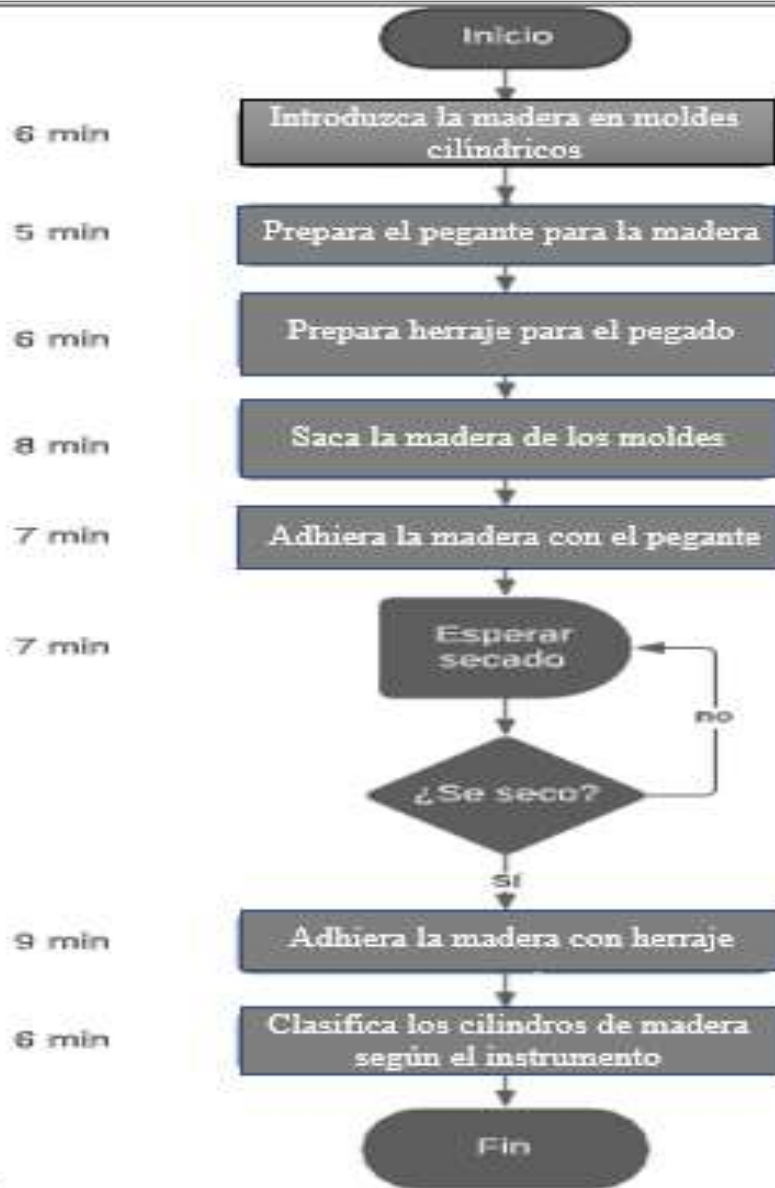 Inicio
6 min
Introduzca la madera en moldes
cilíndricos
5 min
Prepara el pegante para la madera
6 min
Prepara herraje para el pegado
8 min
Saca la madera de los moldes
7 min
Adhiera la madera con el pegante
7 min
Esperar
secado
no
¿Se seco?
sí
9 min
Adhiera la madera con herraje
6 min
Clasifica los cilindros de madera
según el instrumento
Fin